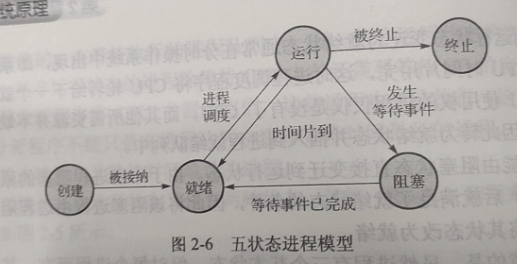 统原理
运行
被终止
终止
进程
调度
时间片到
发生
等待事件
创建
被接纳
就绪
阻塞
等待事件已完成
图 2-6 五状态进程模型